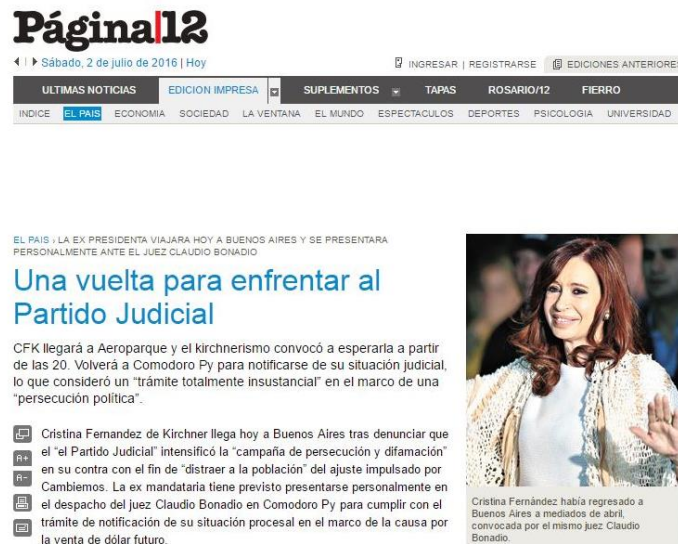 Página12
Sábado, 2 de julio de 2016 | Hoy
INGRESAR | REGISTRARSE
EDICIONES ANTERIORES
ULTIMAS NOTICIAS EDICION IMPRESA SUPLEMENTOS TAPAS ROSARIO/12 FIERRO
INDICE EL PAIS ECONOMIA SOCIEDAD LA VENTANA EL MUNDO ESPECTACULOS DEPORTES PSICOLOGIA UNIVERSIDAD
EL PAIS › LA EX PRESIDENTA VIAJARA HOY A BUENOS AIRES Y SE PRESENTARA
PERSONALMENTE ANTE EL JUEZ CLAUDIO BONADIO
Una vuelta para enfrentar al
Partido Judicial
CFK llegará a Aeroparque y el kirchnerismo convocó a esperarla a partir
de las 20. Volverá a Comodoro Py para notificarse de su situación judicial,
lo que consideró un “trámite totalmente insustancial” en el marco de una
“persecución política”.
Cristina Fernandez de Kirchner llega hoy a Buenos Aires tras denunciar que
el “el Partido Judicial” intensificó la “campaña de persecución y difamación”
en su contra con el fin de “distraer a la población” del ajuste impulsado por
Cambiemos. La ex mandataria tiene previsto presentarse personalmente en
el despacho del juez Claudio Bonadio en Comodoro Py para cumplir con el
trámite de notificación de su situación procesal en el marco de la causa por
la venta de dólar futuro.
A+
A-
Cristina Fernández había regresado a
Buenos Aires a mediados de abril,
convocada por el mismo juez Claudio
Bonadio.